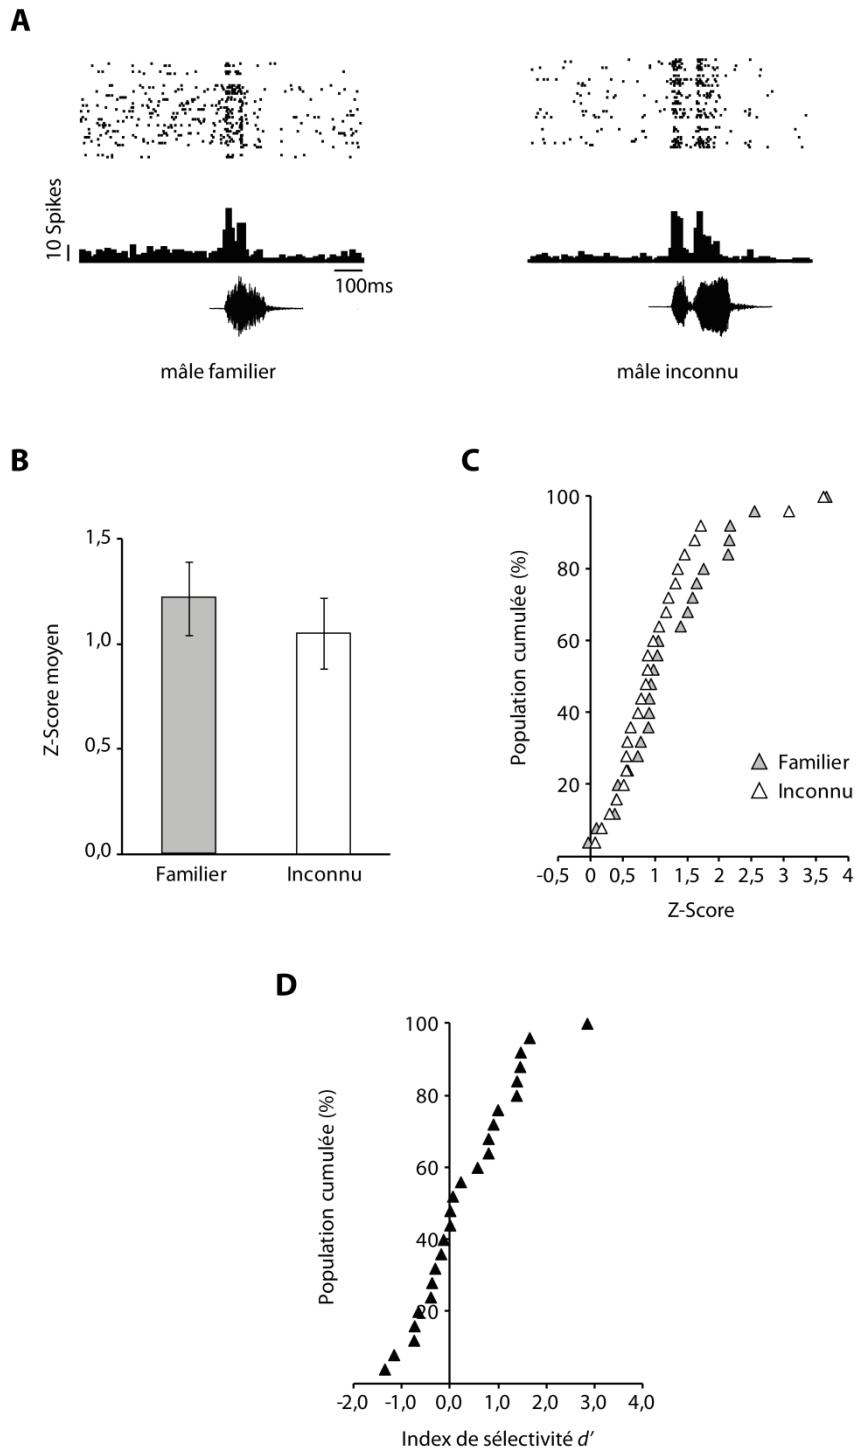 A
10 Spikes
100ms
mâle familier
mâle inconnu
B
1,5
1,0
0,5
0,0
Z-Score moyen
Familier
Inconnu
C
100
80
60
40
20
Population cumulée (%)
Familier
Inconnu
-0,5 0 0,5 1 1,5 2 2,5 3 3,5 4
Z-Score
D
100
80
60
40
20
Population cumulée (%)
-2,0 -1,0 0,0 1,0 2,0 3,0 4,0
Index de sélectivité d'